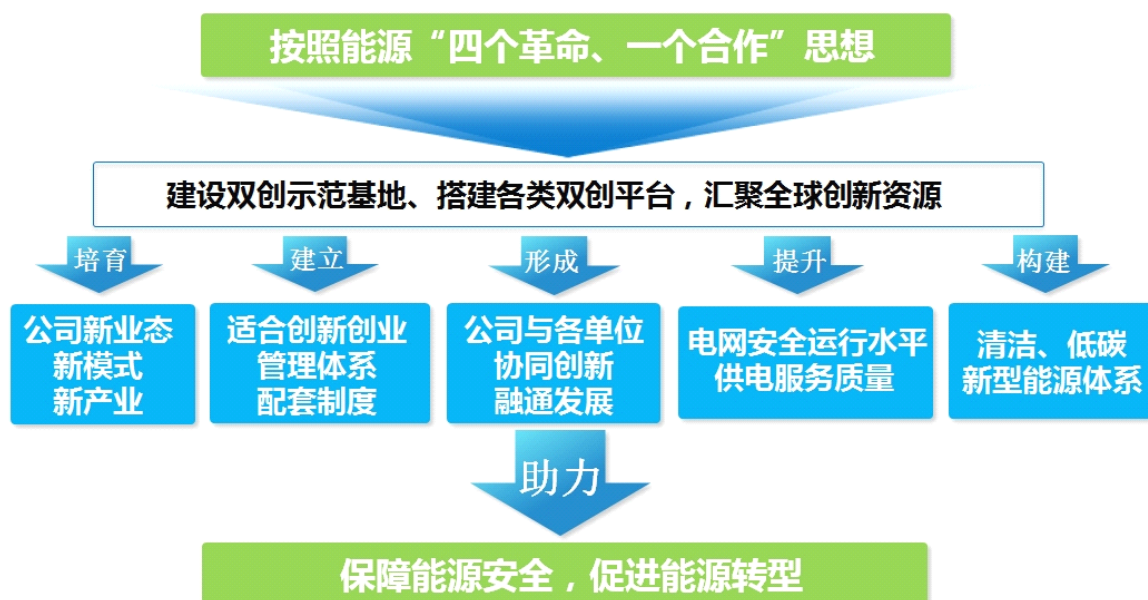 按照能源“四个革命、一个合作”思想
建设双创示范基地、搭建各类双创平台，汇聚全球创新资源
培育
建立
形成
提升
构建
公司新业态
新模式
新产业
适合创新创业
管理体系
配套制度
公司与各单位
协同创新
融通发展
电网安全运行水平
供电服务质量
清洁、低碳
新型能源体系
助力
保障能源安全，促进能源转型